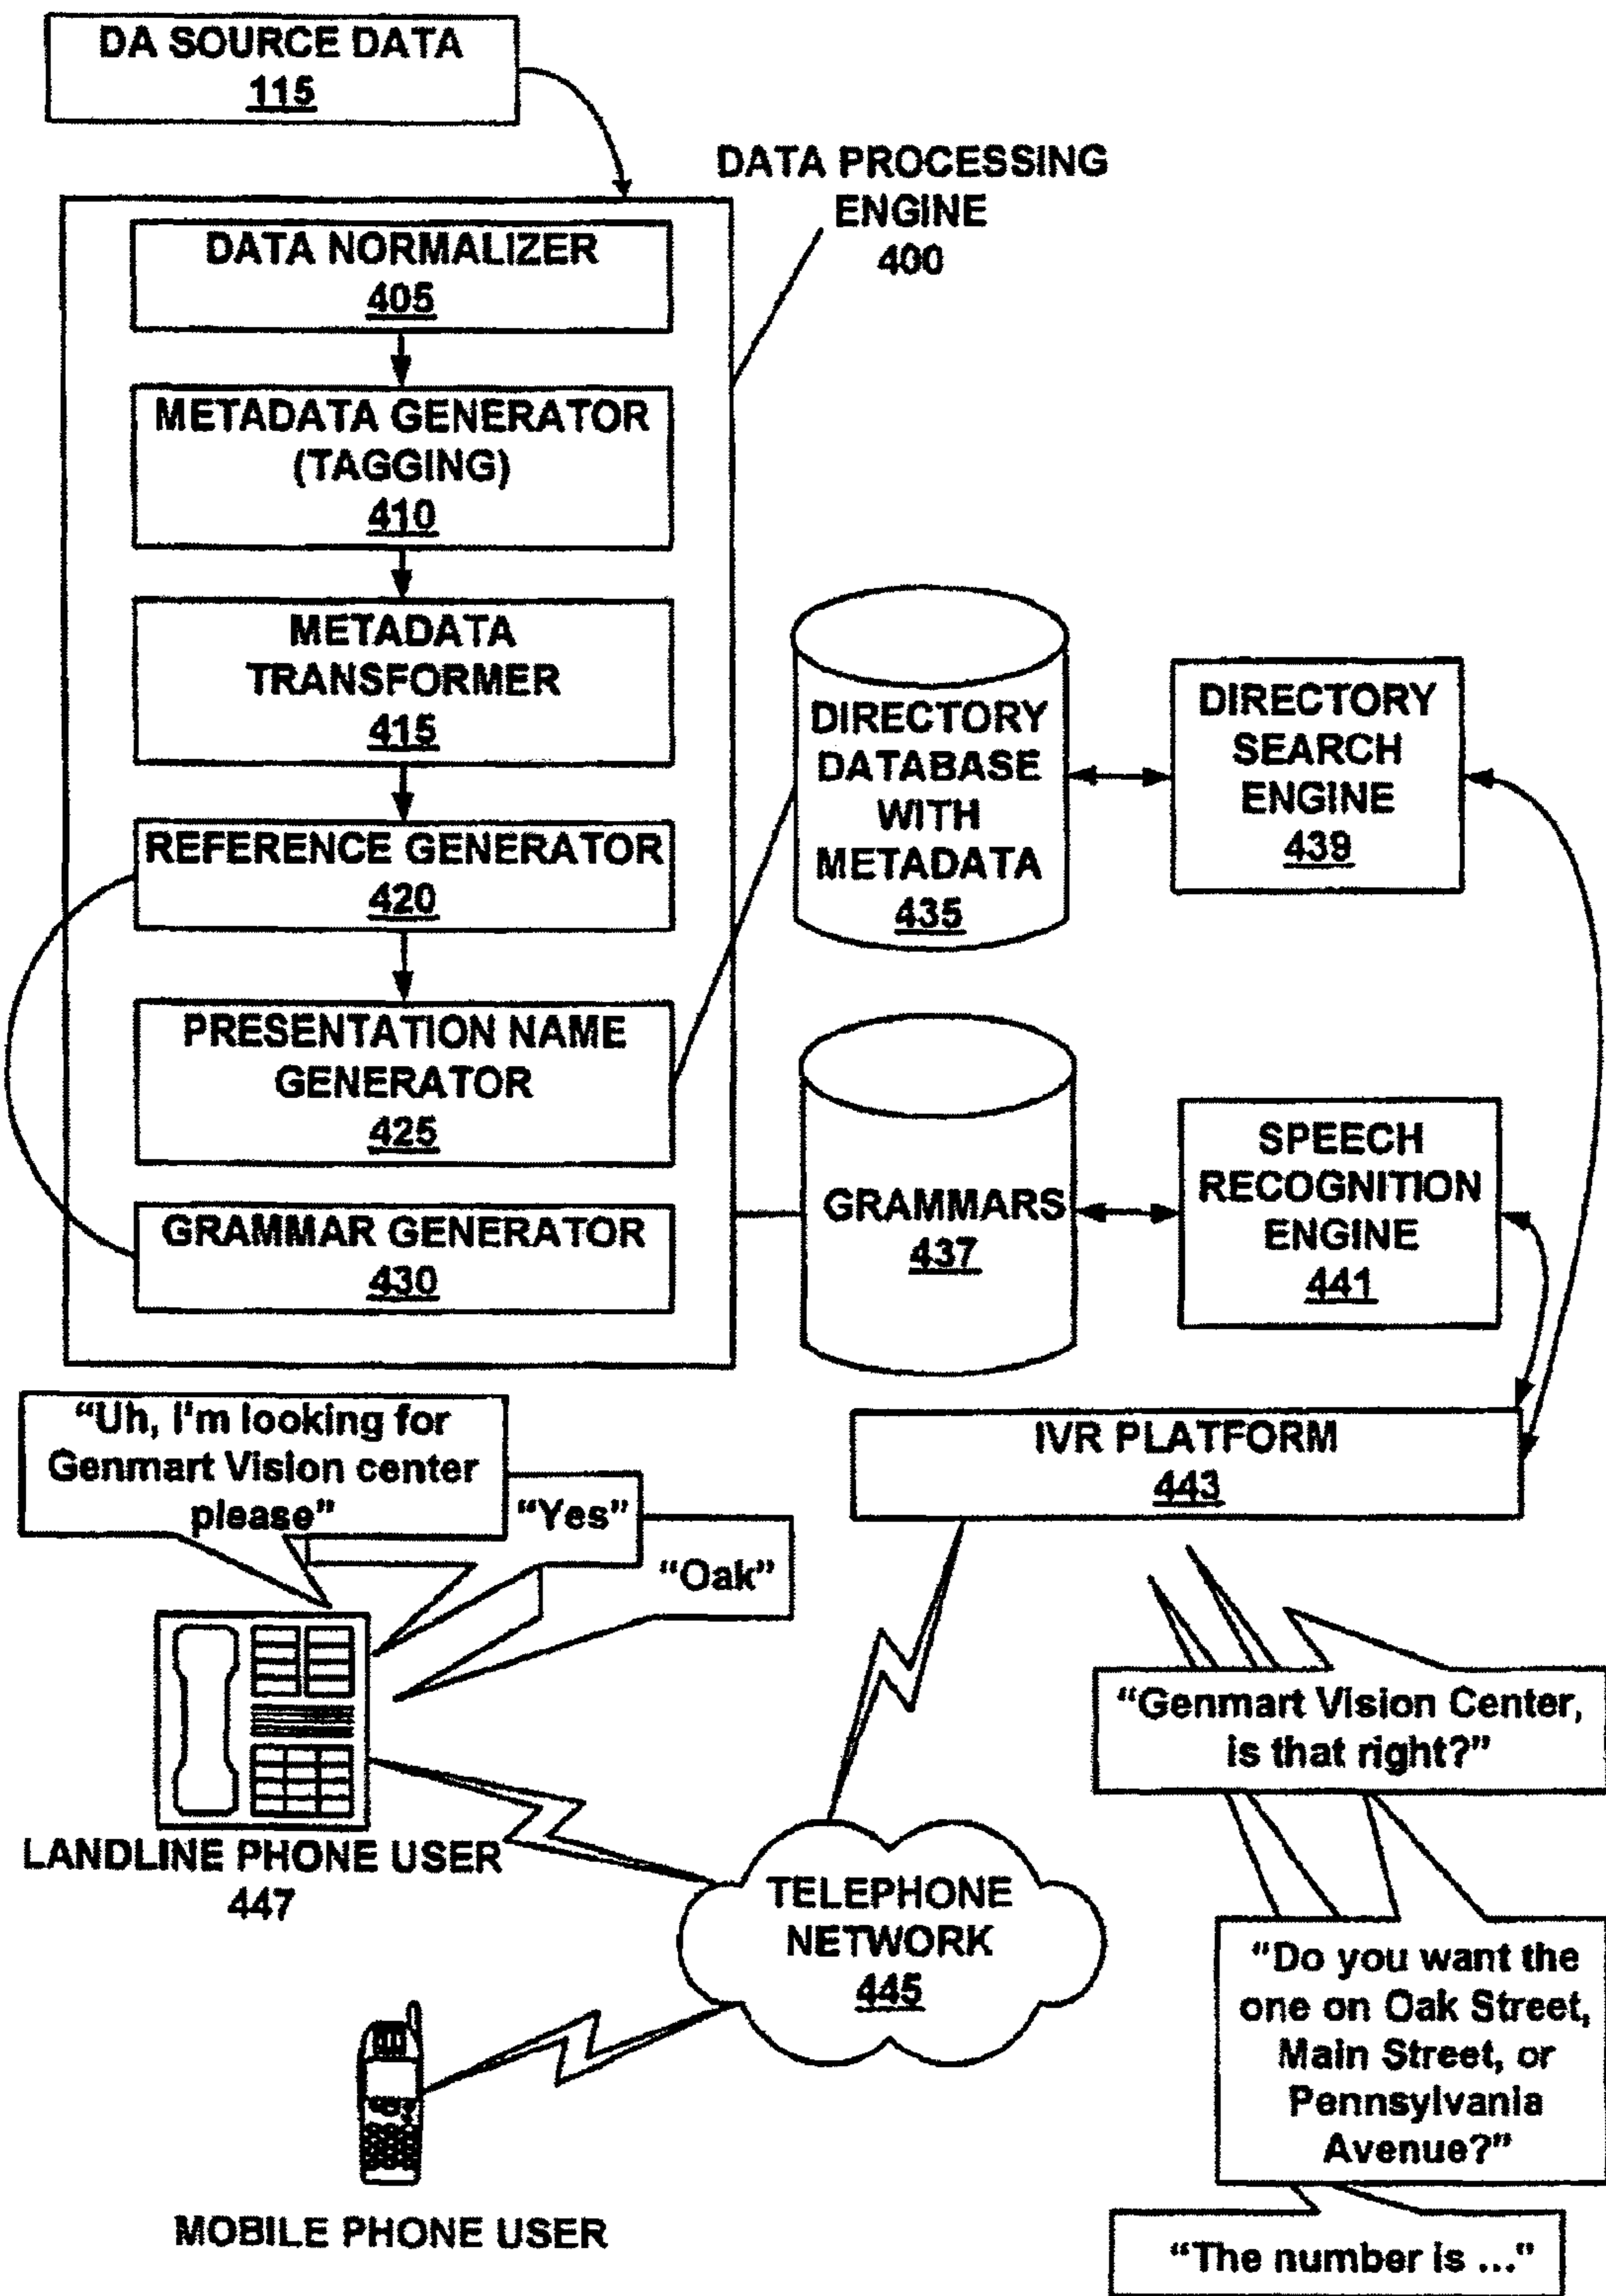 DA SOURCE DATA
115
DATA PROCESSING
ENGINE
400
DATA NORMALIZER
405
METADATA GENERATOR
(TAGGING)
410
METADATA
TRANSFORMER
415
REFERENCE GENERATOR
420
PRESENTATION NAME
GENERATOR
425
GRAMMAR GENERATOR
430
DIRECTORY
DATABASE
WITH
METADATA
435
DIRECTORY
SEARCH
ENGINE
439
GRAMMARS
437
SPEECH
RECOGNITION
ENGINE
441
IVR PLATFORM
443
“Uh, I'm looking for
Genmart Vision center
please”
“Yes”
“Oak”
“Genmart Vision Center,
is that right?”
LANDLINE PHONE USER
447
TELEPHONE
NETWORK
445
“Do you want the
one on Oak Street,
Main Street, or
Pennsylvania
Avenue?”
MOBILE PHONE USER
“The number is ...”